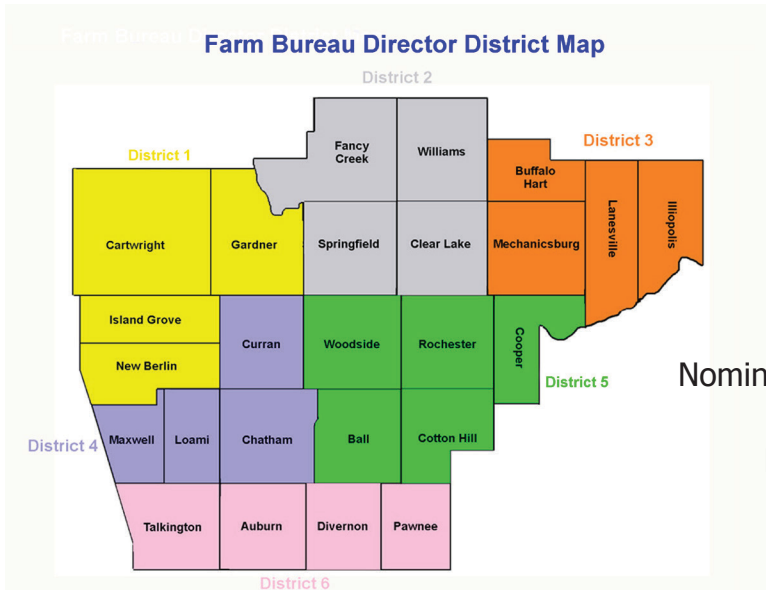 Farm Bureau Director District Map
District 2
Fancy
Creek
Williams
District 1
District 3
Buffalo
Hart
Lanesville
Illiopolis
Cartwright
Gardner
Springfield
Clear Lake
Mechanicsburg
Island Grove
Curran
Woodside
Rochester
Cooper
New Berlin
District 5
Nomin
District 4
Maxwell
Loami
Chatham
Ball
Cotton Hill
Talkington
Auburn
Divernon
Pawnee
District 6